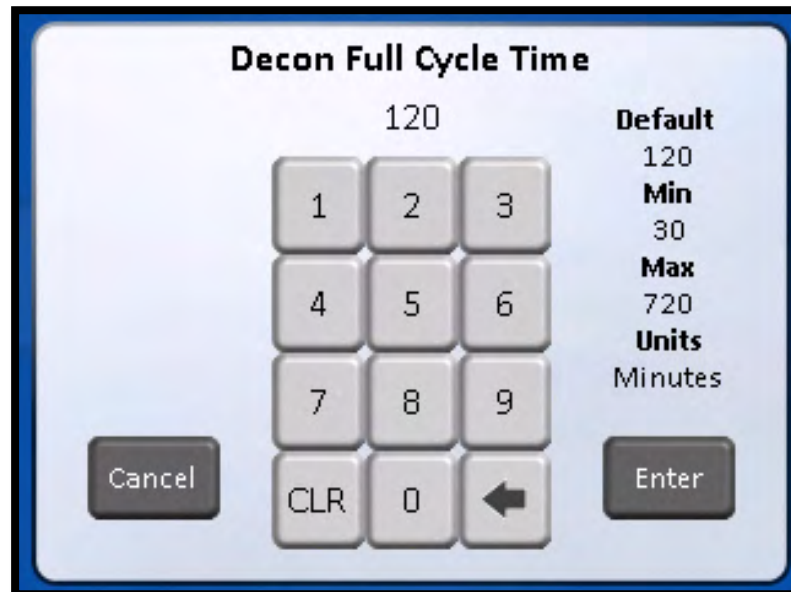 Decon Full Cycle Time
120
Default
120
Min
30
Max
720
Units
Minutes
1 2 3
4 5 6
7 8 9
CLR 0
Cancel
Enter